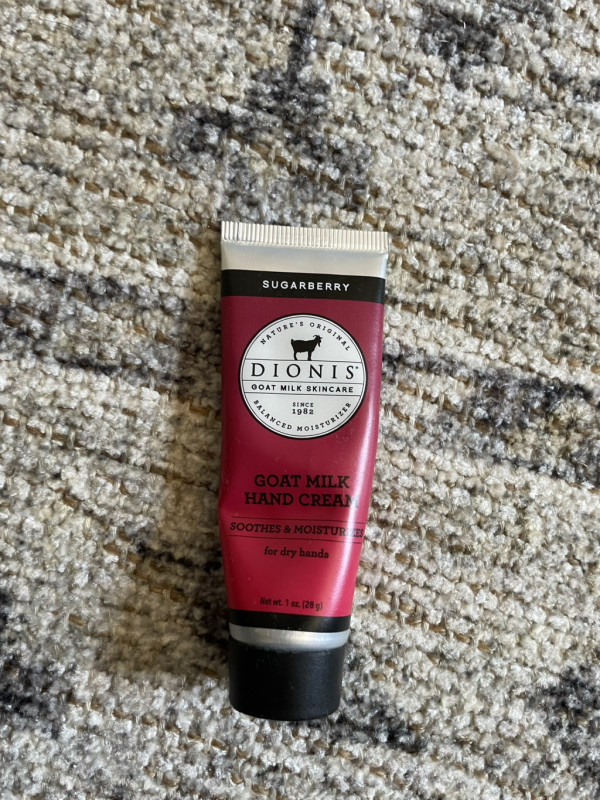 SUGARBERRY
NATURE'S ORIGINAL
DIONIS®
GOAT MILK SKINCARE
SINCE
1982
BALANCED MOISTURIZER
GOAT MILK
HAND CREAM
SOOTHES & MOISTURIZES
for dry hands
Net wt. 1 oz. (28 g)